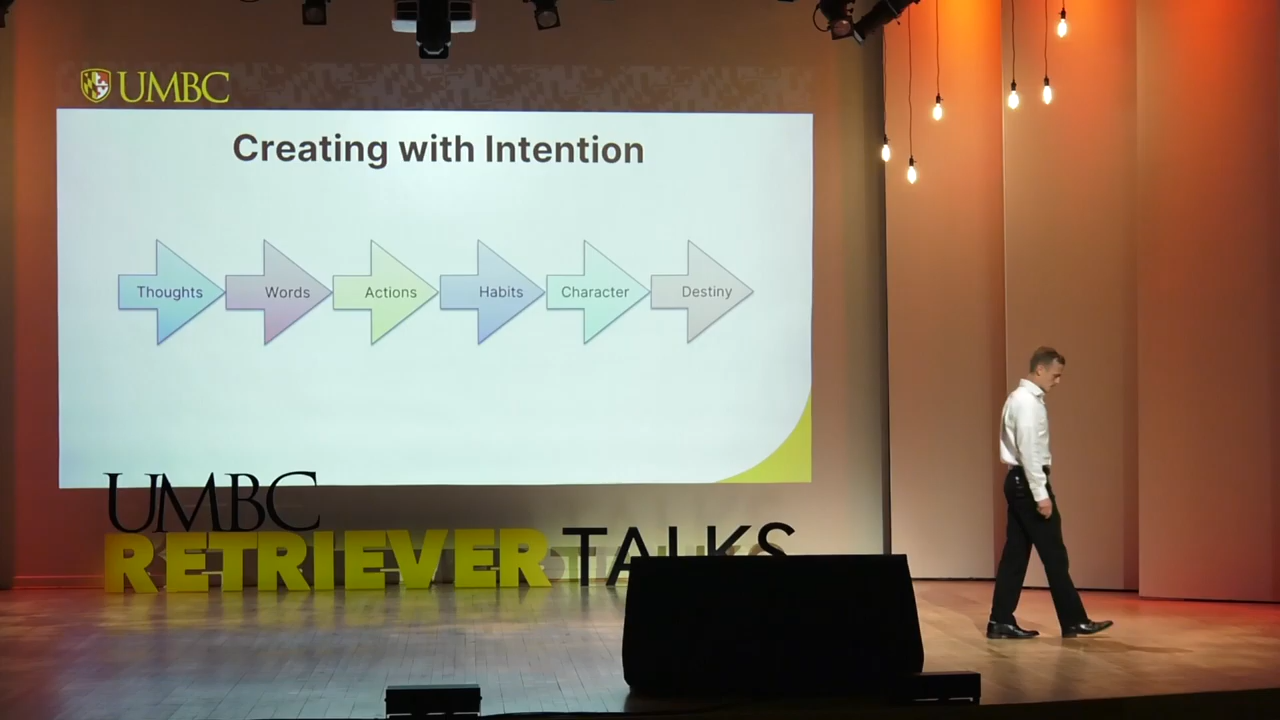 UMBC
Creating with Intention
Thoughts Words Actions Habits Character Destiny
UMBC
RETRIEVER TALKS